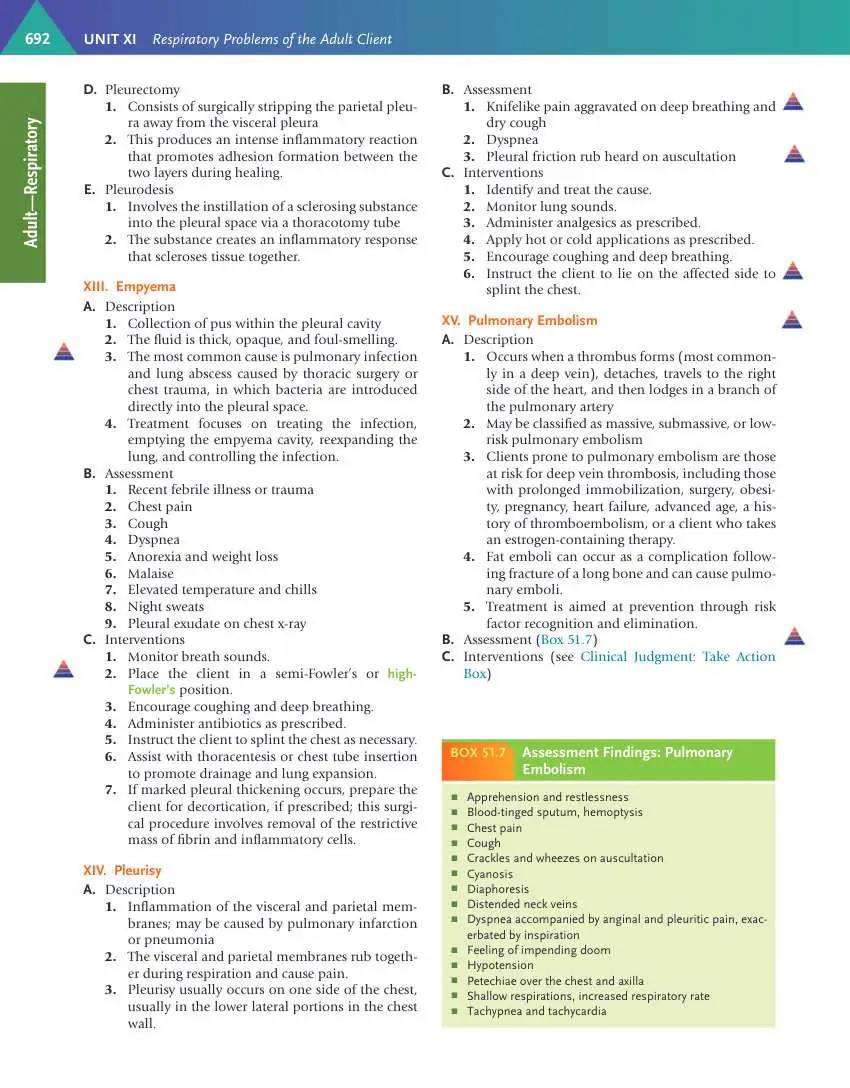 692
UNIT XI Respiratory Problems of the Adult Client
Adult—Respiratory
D. Pleurectomy
1. Consists of surgically stripping the parietal pleu-
ra away from the visceral pleura
2. This produces an intense inflammatory reaction
that promotes adhesion formation between the
two layers during healing.
E. Pleurodesis
1. Involves the instillation of a sclerosing substance
into the pleural space via a thoracotomy tube
2. The substance creates an inflammatory response
that scleroses tissue together.
XIII. Empyema
A. Description
1. Collection of pus within the pleural cavity
2. The fluid is thick, opaque, and foul-smelling.
3. The most common cause is pulmonary infection
and lung abscess caused by thoracic surgery or
chest trauma, in which bacteria are introduced
directly into the pleural space.
4. Treatment focuses on treating the infection,
emptying the empyema cavity, reexpanding the
lung, and controlling the infection.
B. Assessment
1. Recent febrile illness or trauma
2. Chest pain
3. Cough
4. Dyspnea
5. Anorexia and weight loss
6. Malaise
7. Elevated temperature and chills
8. Night sweats
9. Pleural exudate on chest x-ray
C. Interventions
1. Monitor breath sounds.
2. Place the client in a semi-Fowler's or high-
Fowler's position.
3. Encourage coughing and deep breathing.
4. Administer antibiotics as prescribed.
5. Instruct the client to splint the chest as necessary.
6. Assist with thoracentesis or chest tube insertion
to promote drainage and lung expansion.
7. If marked pleural thickening occurs, prepare the
client for decortication, if prescribed; this surgi-
cal procedure involves removal of the restrictive
mass of fibrin and inflammatory cells.
XIV. Pleurisy
A. Description
1. Inflammation of the visceral and parietal mem-
branes; may be caused by pulmonary infarction
or pneumonia
2. The visceral and parietal membranes rub togeth-
er during respiration and cause pain.
3. Pleurisy usually occurs on one side of the chest,
usually in the lower lateral portions in the chest
wall.
B. Assessment
1. Knifelike pain aggravated on deep breathing and
dry cough
2. Dyspnea
3. Pleural friction rub heard on auscultation
C. Interventions
1. Identify and treat the cause.
2. Monitor lung sounds.
3. Administer analgesics as prescribed.
4. Apply hot or cold applications as prescribed.
5. Encourage coughing and deep breathing.
6. Instruct the client to lie on the affected side to
splint the chest.
XV. Pulmonary Embolism
A. Description
1. Occurs when a thrombus forms (most common-
ly in a deep vein), detaches, travels to the right
side of the heart, and then lodges in a branch of
the pulmonary artery
2. May be classified as massive, submassive, or low-
risk pulmonary embolism
3. Clients prone to pulmonary embolism are those
at risk for deep vein thrombosis, including those
with prolonged immobilization, surgery, obesi-
ty, pregnancy, heart failure, advanced age, a his-
tory of thromboembolism, or a client who takes
an estrogen-containing therapy.
4. Fat emboli can occur as a complication follow-
ing fracture of a long bone and can cause pulmo-
nary emboli.
5. Treatment is aimed at prevention through risk
factor recognition and elimination.
B. Assessment (Box 51.7)
C. Interventions (see Clinical Judgment: Take Action
Box)
BOX 51.7 Assessment Findings: Pulmonary
Embolism
■ Apprehension and restlessness
■ Blood-tinged sputum, hemoptysis
■ Chest pain
■ Cough
■ Crackles and wheezes on auscultation
■ Cyanosis
■ Diaphoresis
■ Distended neck veins
■ Dyspnea accompanied by anginal and pleuritic pain, exac-
erbated by inspiration
■ Feeling of impending doom
■ Hypotension
■ Petechiae over the chest and axilla
■ Shallow respirations, increased respiratory rate
■ Tachypnea and tachycardia